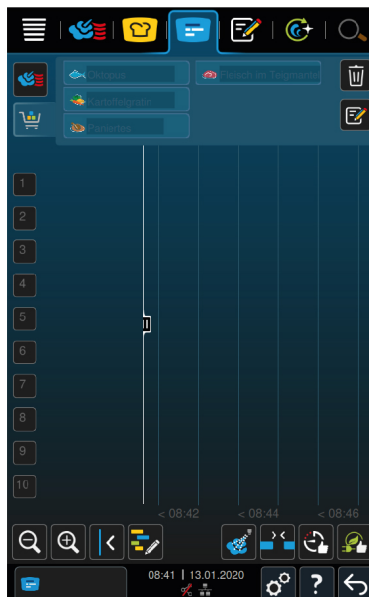 Oktopus
Fleisch im Teigmantel
Kartoffelgratin
Paniertes
1
2
3
4
5
6
7
8
9
10
< 08:42
< 08:44
< 08:46
08:41 | 13.01.2020
?